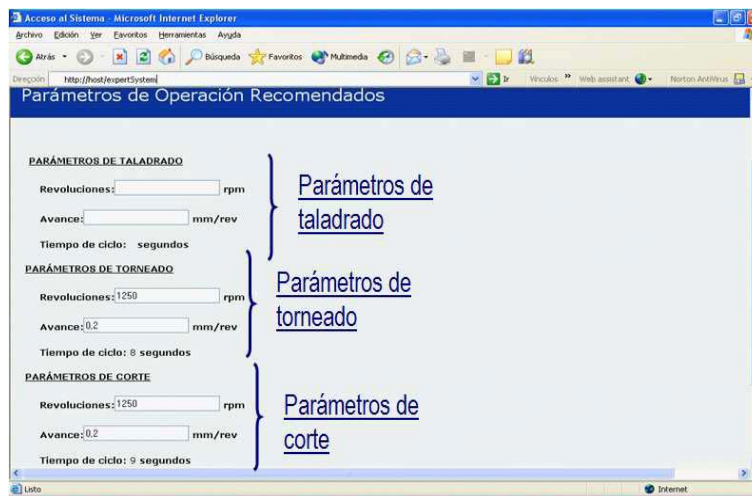 Acceso al Sistema - Microsoft Internet Explorer
Archivo Edición Ver Favoritos Herramientas Ayuda
Atrás Búsqueda Favoritos Multimedia
Dirección http://host/expertSystem Ir Vínculos » Web assistant Norton AntiVirus
Parámetros de Operación Recomendados
PARÁMETROS DE TALADRADO
Revoluciones: rpm
Avance: mm/rev
Tiempo de ciclo: segundos
Parámetros de
taladrado
PARÁMETROS DE TORNEADO
Revoluciones: 1250 rpm
Avance: 0,2 mm/rev
Tiempo de ciclo: 8 segundos
Parámetros de
torneado
PARÁMETROS DE CORTE
Revoluciones: 1250 rpm
Avance: 0,2 mm/rev
Tiempo de ciclo: 9 segundos
Parámetros de
corte
Listo Internet